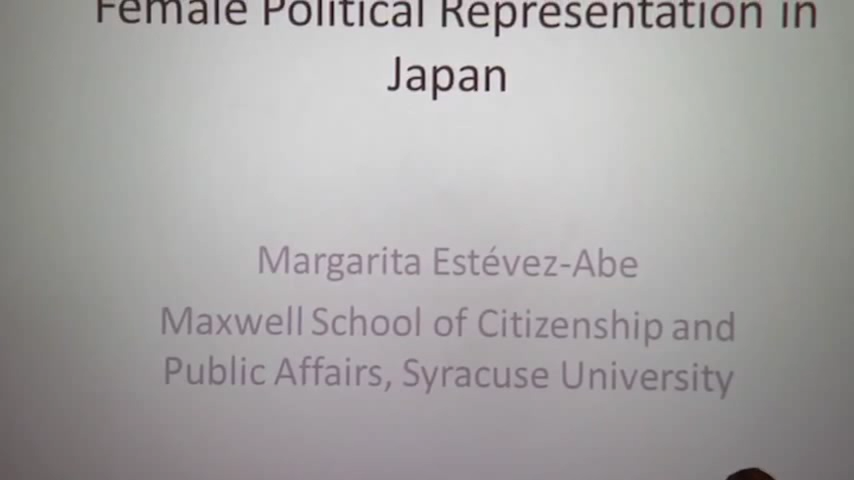 Female Political Representation in
Japan
Margarita Estévez-Abe
Maxwell School of Citizenship and
Public Affairs, Syracuse University